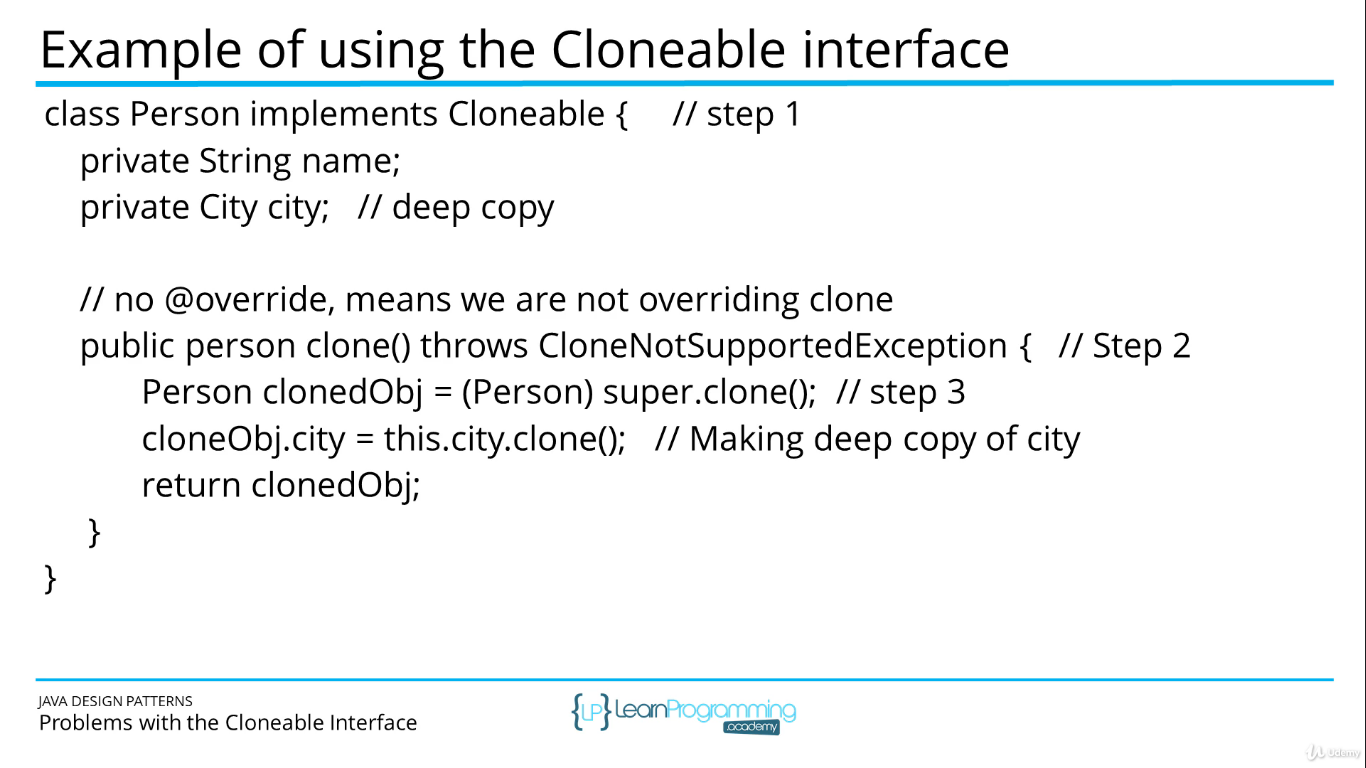 Example of using the Cloneable interface
class Person implements Cloneable { // step 1
private String name;
private City city; // deep copy
// no @override, means we are not overriding clone
public person clone() throws CloneNotSupportedException { // Step 2
Person clonedObj = (Person) super.clone(); // step 3
cloneObj.city = this.city.clone(); // Making deep copy of city
return clonedObj;
}
}
JAVA DESIGN PATTERNS
Problems with the Cloneable Interface
{LP} LearnProgramming
.academy
Udemy